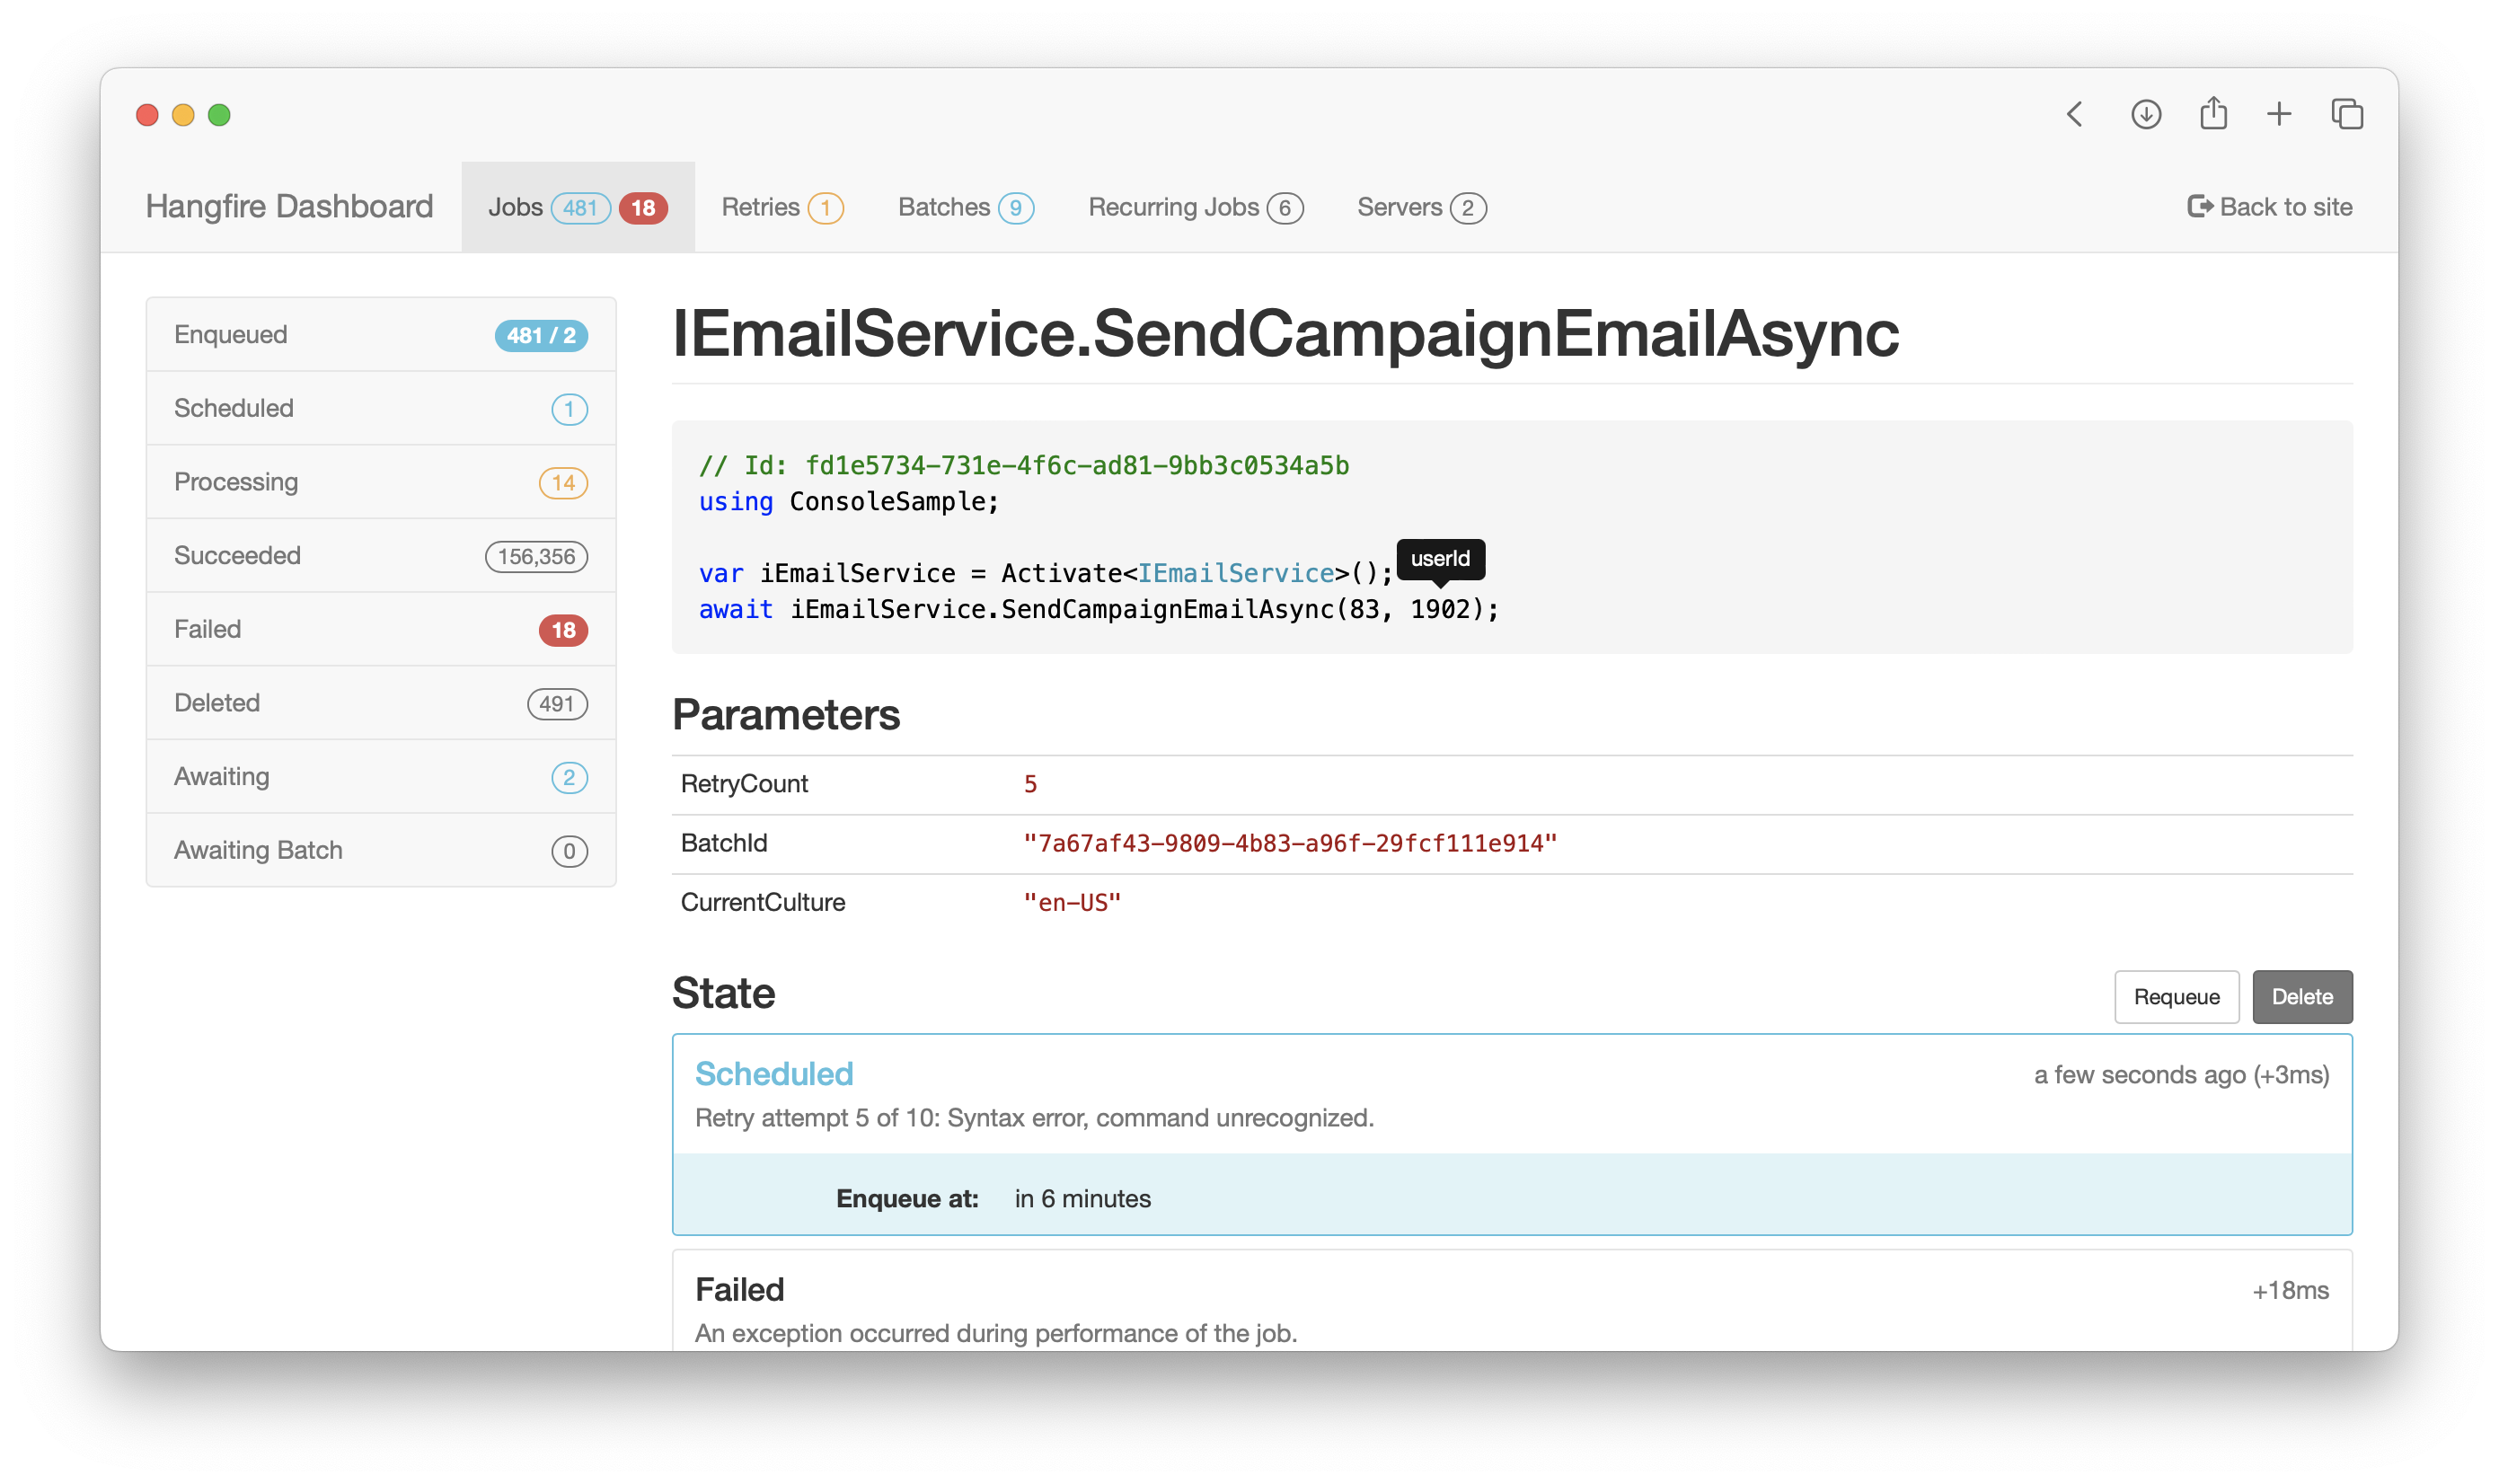 Hangfire Dashboard Jobs 481 18 Retries 1 Batches 9 Recurring Jobs 6 Servers 2 Back to site
Enqueued 481 / 2
Scheduled 1
Processing 14
Succeeded 156,356
Failed 18
Deleted 491
Awaiting 2
Awaiting Batch 0
IEmailService.SendCampaignEmailAsync
// Id: fd1e5734-731e-4f6c-ad81-9bb3c0534a5b
using ConsoleSample;
userId
var iEmailService = Activate<IEmailService>();
await iEmailService.SendCampaignEmailAsync(83, 1902);
Parameters
RetryCount 5
BatchId "7a67af43-9809-4b83-a96f-29fcf111e914"
CurrentCulture "en-US"
State Requeue Delete
Scheduled a few seconds ago (+3ms)
Retry attempt 5 of 10: Syntax error, command unrecognized.
Enqueue at: in 6 minutes
Failed +18ms
An exception occurred during performance of the job.